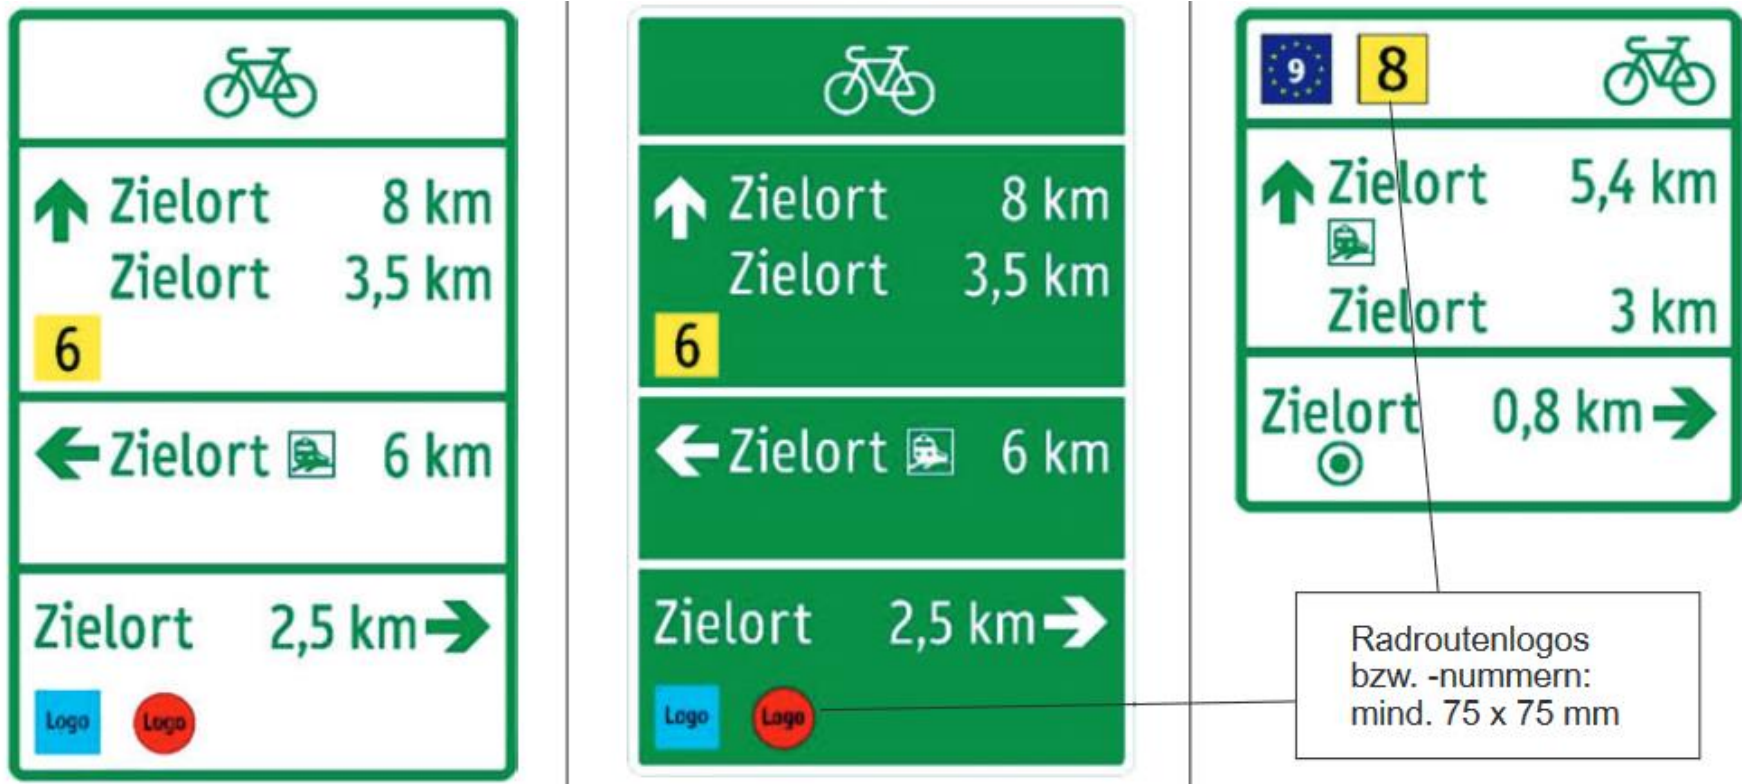 Zielort 8 km
Zielort 3,5 km
6
Zielort 6 km
Zielort 2,5 km
Logo Logo
Zielort 8 km
Zielort 3,5 km
6
Zielort 6 km
Zielort 2,5 km
Logo Logo
9 8
Zielort 5,4 km
Zielort 3 km
Zielort 0,8 km
Radroutenlogos
bzw. -nummern:
mind. 75 x 75 mm